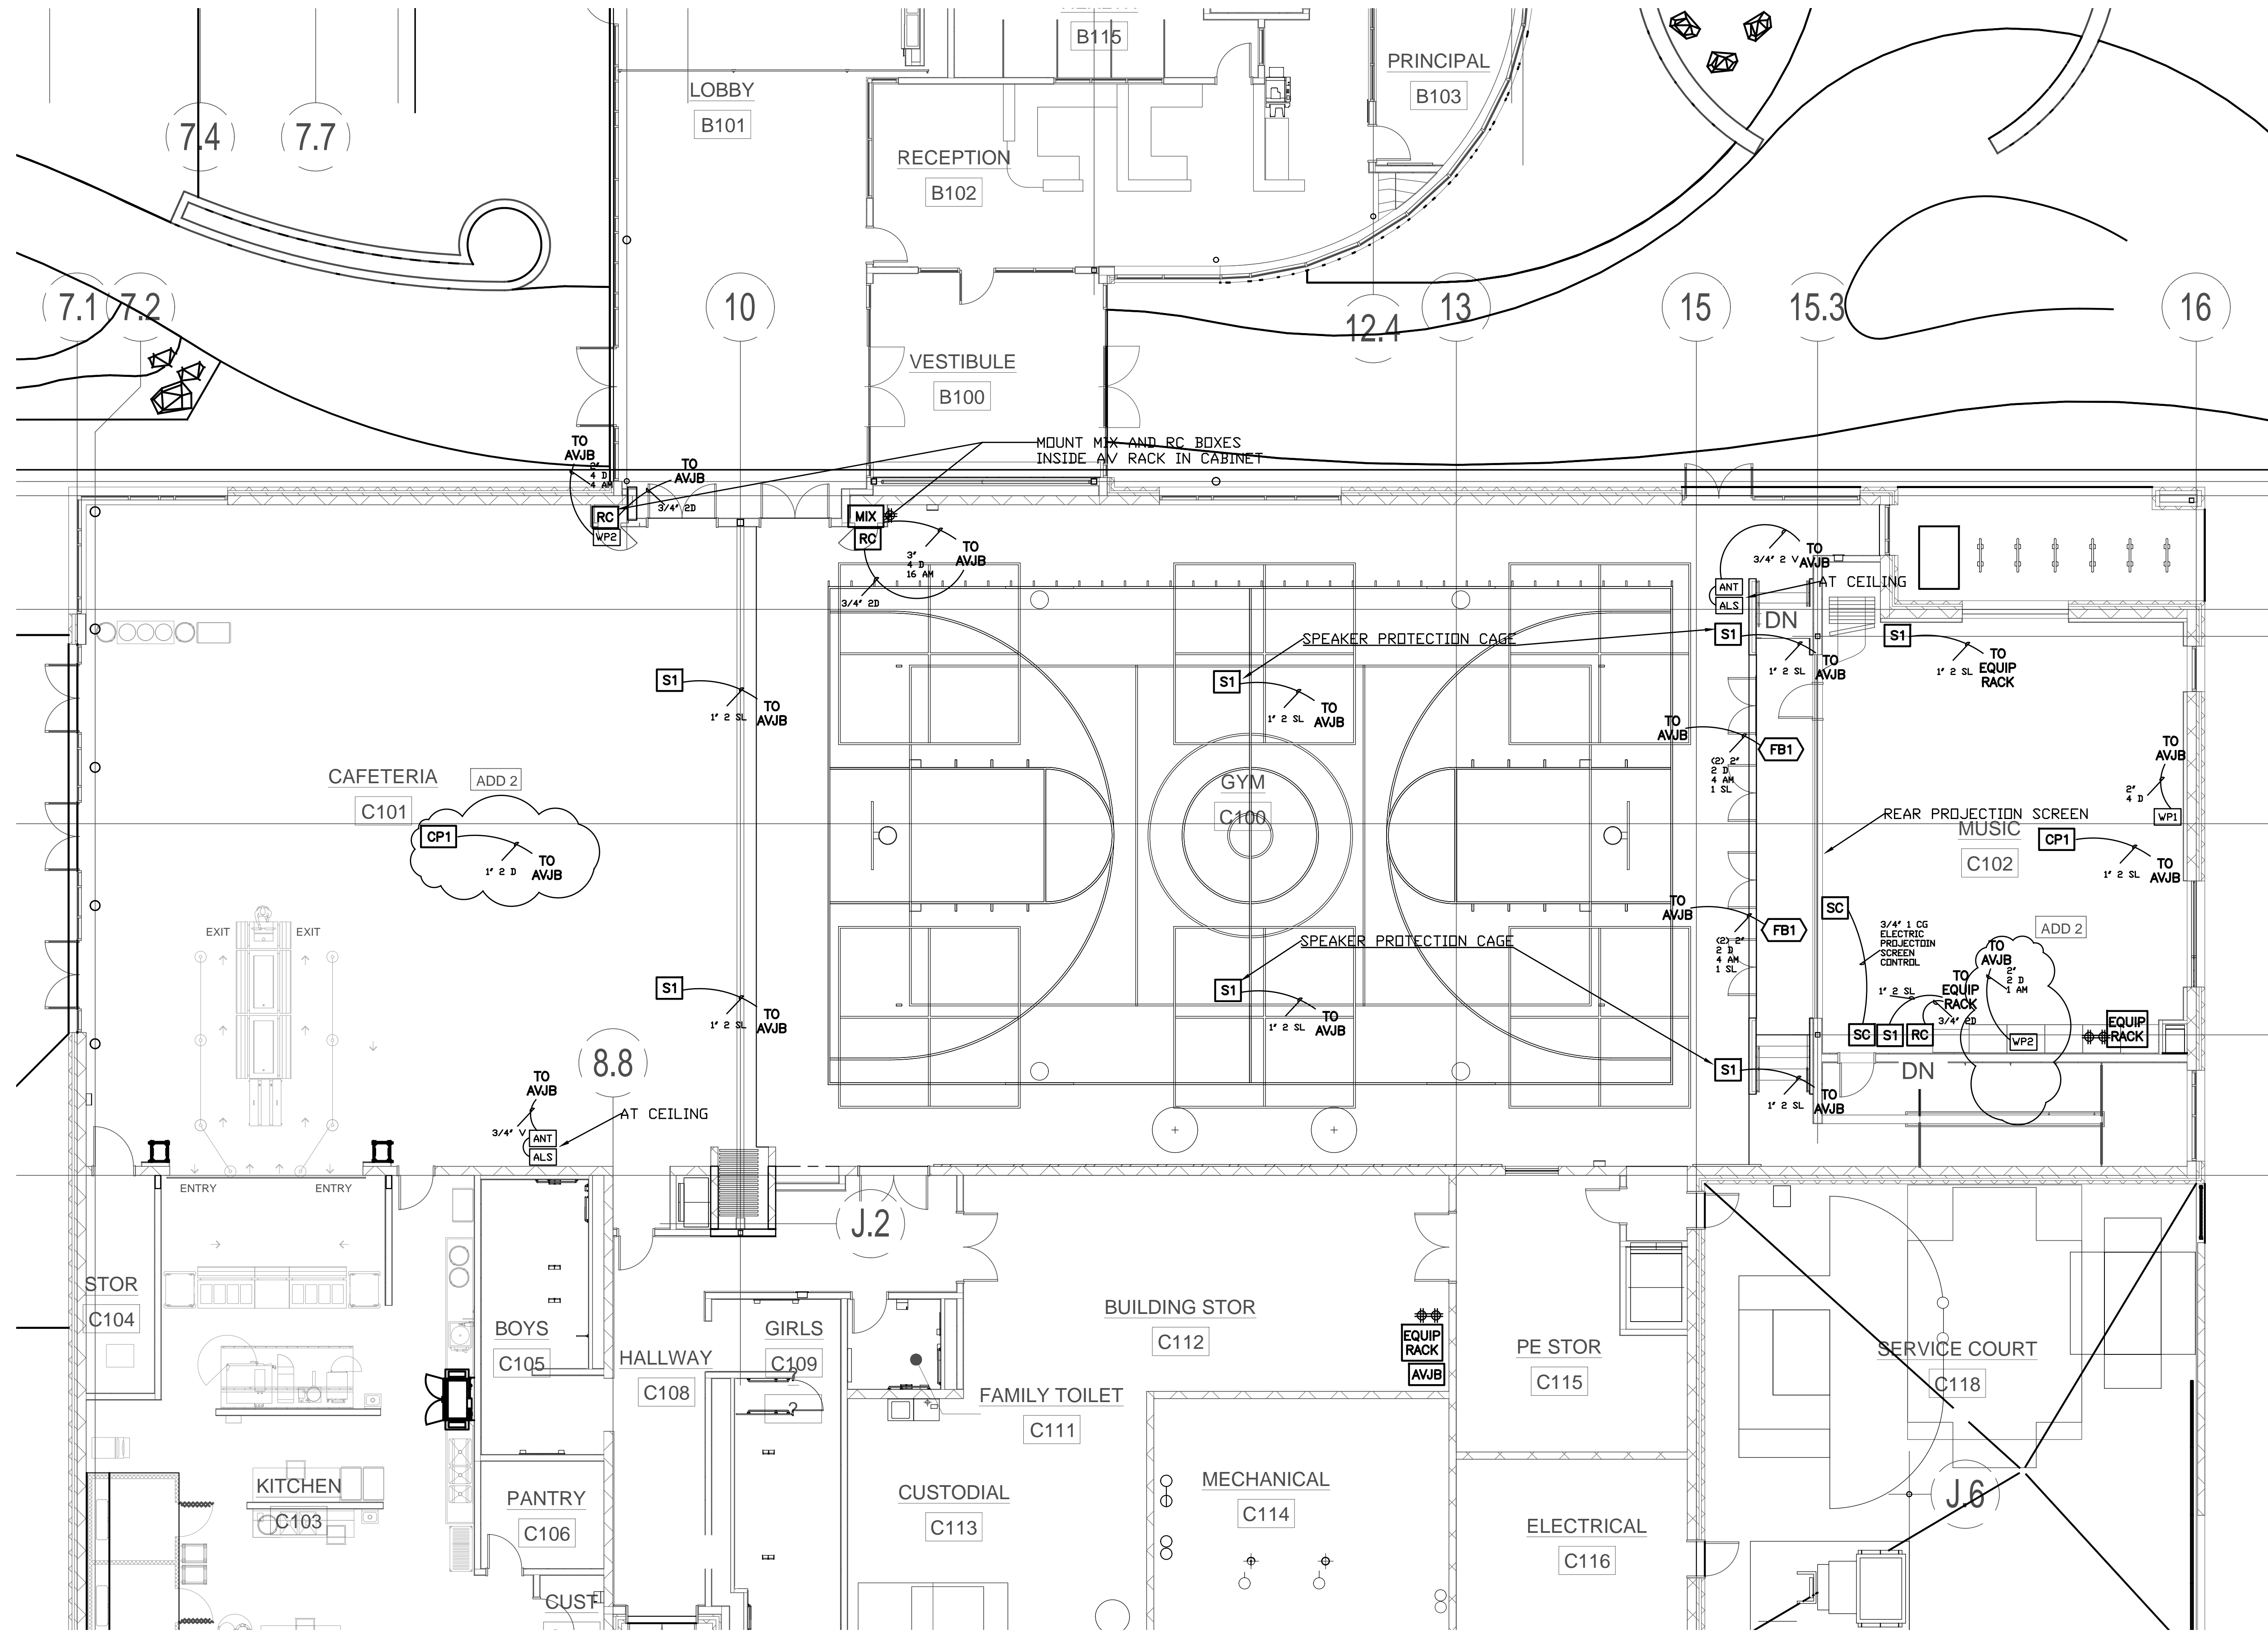 B115
PRINCIPAL
B103
LOBBY
B101
RECEPTION
B102
7.4
7.7
7.1
7.2
10
12.4
13
15
15.3
16
VESTIBULE
B100
MOUNT MIX AND RC BOXES
INSIDE AV RACK IN CABINET
TO
AVJB
2"
4 D
4 AM
RC
WP2
TO
AVJB
3/4" 2D
MIX
RC
3"
4 D
16 AM
TO
AVJB
3/4" 2D
3/4" 2 V
TO
AVJB
ANT
ALS
AT CEILING
DN
S1
1" 2 SL
TO
AVJB
S1
1" 2 SL
TO
EQUIP
RACK
SPEAKER PROTECTION CAGE
S1
1" 2 SL
TO
AVJB
S1
1" 2 SL
TO
AVJB
TO
AVJB
FB1
(2) 2"
2 D
4 AM
1 SL
TO
AVJB
2"
4 D
WP1
CAFETERIA
C101
ADD 2
CP1
1" 2 D
TO
AVJB
GYM
C100
REAR PROJECTION SCREEN
MUSIC
C102
CP1
1" 2 SL
TO
AVJB
TO
AVJB
FB1
(2) 2"
2 D
4 AM
1 SL
SC
3/4" 1 CG
ELECTRIC
PROJECTOIN
SCREEN
CONTROL
ADD 2
TO
AVJB
2"
2 D
1 AM
TO
EQUIP
RACK
1" 2 SL
3/4" 2D
SC
S1
RC
WP2
EQUIP
RACK
DN
EXIT
EXIT
S1
1" 2 SL
TO
AVJB
SPEAKER PROTECTION CAGE
S1
1" 2 SL
TO
AVJB
S1
1" 2 SL
TO
AVJB
8.8
TO
AVJB
3/4" V
ANT
ALS
AT CEILING
ENTRY
ENTRY
J.2
STOR
C104
BOYS
C105
HALLWAY
C108
GIRLS
C109
?
?
BUILDING STOR
C112
EQUIP
RACK
AVJB
PE STOR
C115
SERVICE COURT
C118
FAMILY TOILET
C111
KITCHEN
C103
PANTRY
C106
CUSTODIAL
C113
MECHANICAL
C114
ELECTRICAL
C116
J.6
CUST